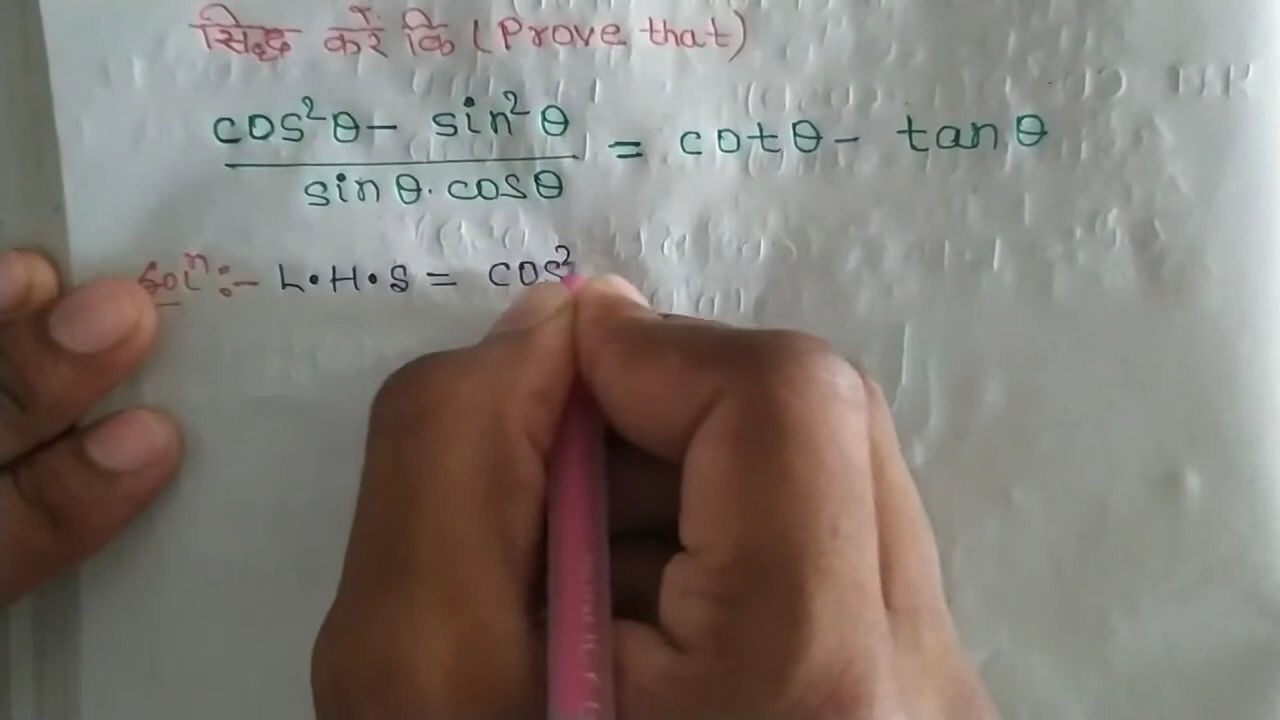 सिद्ध करें कि (Prove that)
cos²θ - sin²θ
sinθ.cosθ
= cotθ - tanθ
Solⁿ:- L.H.S = cos²